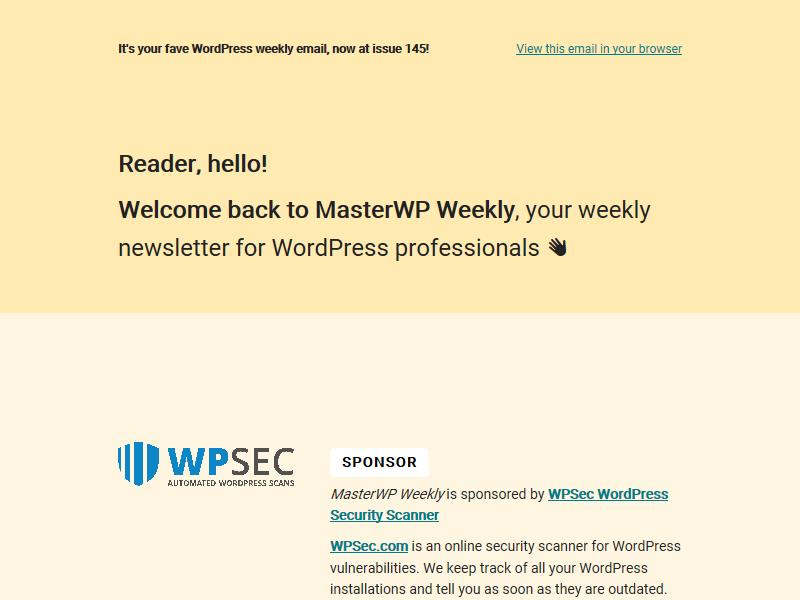 It's your fave WordPress weekly email, now at issue 145!
View this email in your browser
Reader, hello!
Welcome back to MasterWP Weekly, your weekly
newsletter for WordPress professionals 👋
WPSEC
AUTOMATED WORDPRESS SCANS
SPONSOR
MasterWP Weekly is sponsored by WPSec WordPress
Security Scanner
WPSec.com is an online security scanner for WordPress
vulnerabilities. We keep track of all your WordPress
installations and tell you as soon as they are outdated.